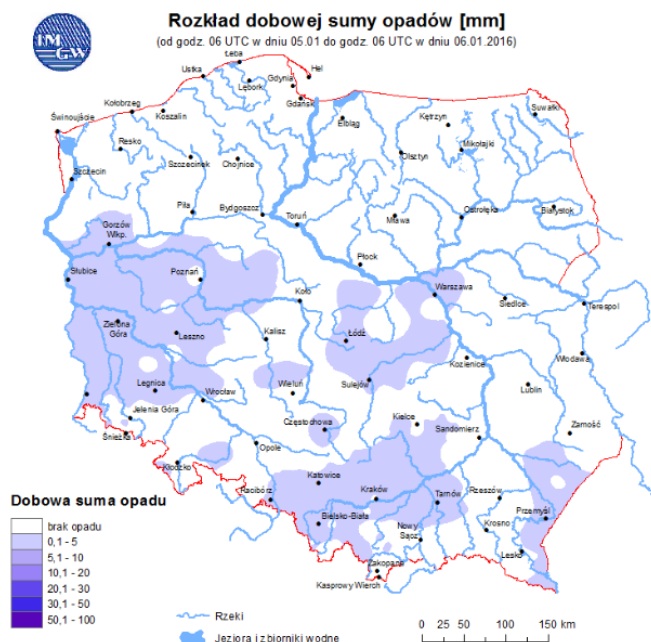 IM
GW
Rozkład dobowej sumy opadów [mm]
(od godz. 06 UTC w dniu 05.01 do godz. 06 UTC w dniu 06.01.2016)
Łeba
Hel
Ustka
Gdynia
Lębork
Gdańsk
Suwałki
Kołobrzeg
Koszalin
Świnoujście
Elbląg
Kętrzyn
Resko
Mikołajki
Olsztyn
Szczecinek
Chojnice
Szczecin
Piła
Bydgoszcz
Toruń
Mława
Ostrołęka
Białystok
Gorzów
Wlkp.
Płock
Słubice
Poznań
Koło
Warszawa
Siedlce
Terespol
Zielona
Góra
Leszno
Kalisz
Łódź
Kozienice
Włodawa
Legnica
Wrocław
Wieluń
Sulejów
Lublin
Jelenia Góra
Kielce
Śnieżka
Częstochowa
Sandomierz
Zamość
Opole
Kłodzko
Katowice
Racibórz
Kraków
Tarnów
Rzeszów
Przemyśl
Bielsko-Biała
Nowy
Sącz
Krosno
Lesko
Zakopane
Kasprowy Wierch
Dobowa suma opadu
brak opadu
0,1 - 5
5,1 - 10
10,1 - 20
20,1 - 30
30,1 - 50
50,1 - 100
Rzeki
Jeziora i zbiorniki wodne
0 25 50 100 150 km